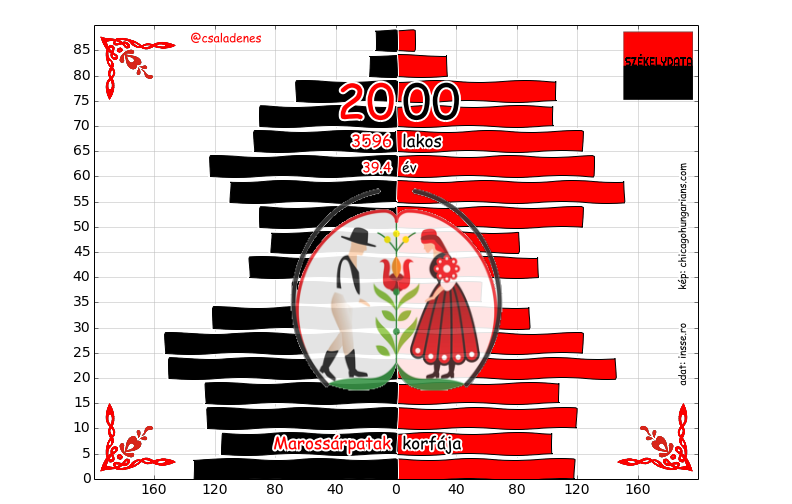 @csaladenes
SZÉKELYDATA
2000
3596 lakos
39.4 év
kép: chicagohungarians.com
adat: insse.ro
Marossárpatak korfája
85
80
75
70
65
60
55
50
45
40
35
30
25
20
15
10
5
0
160 120 80 40 0 40 80 120 160